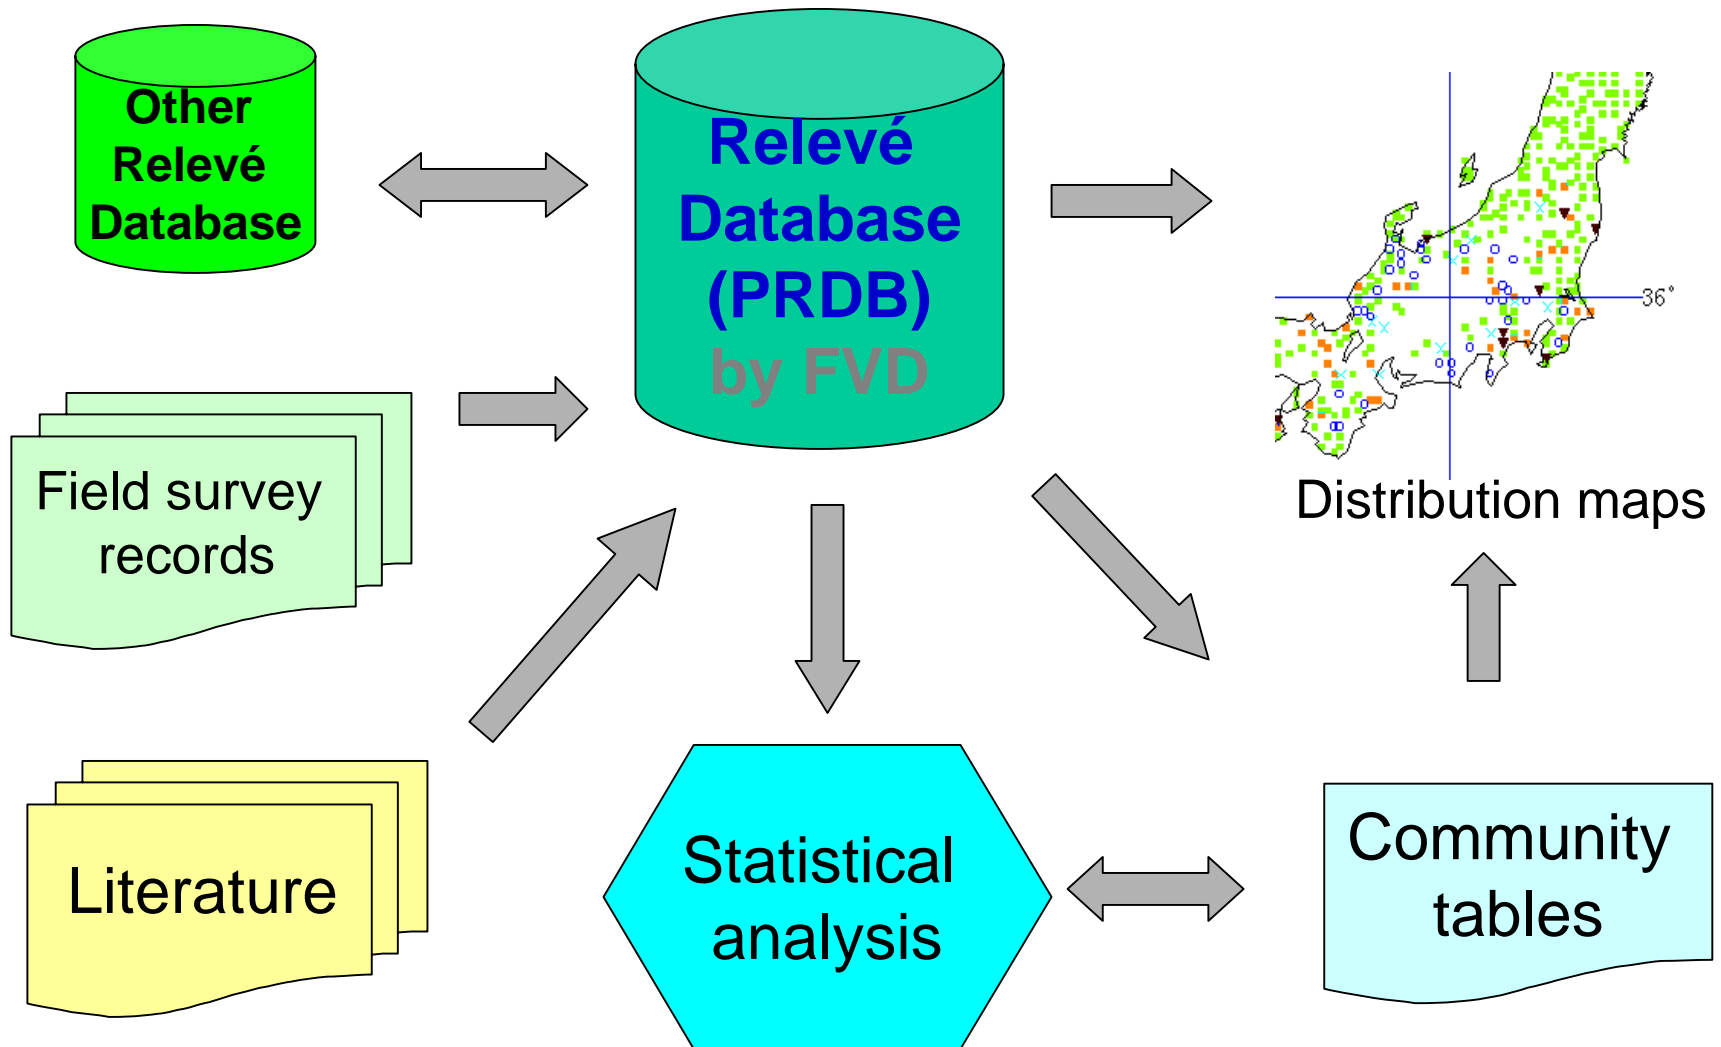 Other
Relevé
Database
Relevé
Database
(PRDB)
by FVD
36°
Distribution maps
Field survey
records
Literature
Statistical
analysis
Community
tables